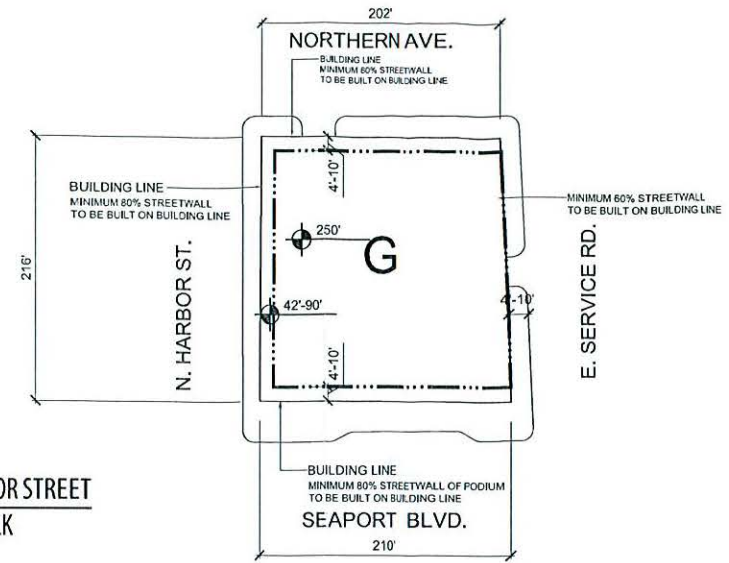 202'
NORTHERN AVE.
BUILDING LINE
MINIMUM 60% STREETWALL
TO BE BUILT ON BUILDING LINE
4'-10'
BUILDING LINE
MINIMUM 80% STREETWALL
TO BE BUILT ON BUILDING LINE
MINIMUM 60% STREETWALL
TO BE BUILT ON BUILDING LINE
250'
G
216'
N. HARBOR ST.
E. SERVICE RD.
42'-90'
4'-10'
4'-10'
BUILDING LINE
MINIMUM 80% STREETWALL OF PODIUM
TO BE BUILT ON BUILDING LINE
OR STREET
SEAPORT BLVD.
210'